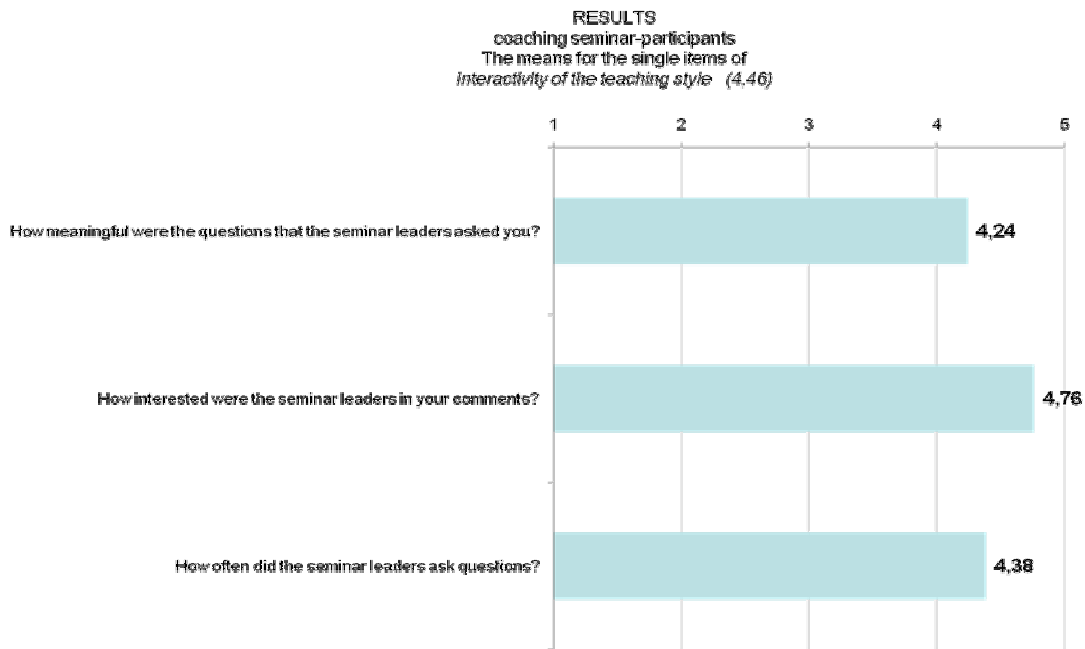 RESULTS
coaching seminar-participants
The means for the single items of
Interactivity of the teaching style (4.46)
1 2 3 4 5
How meaningful were the questions that the seminar leaders asked you?
4,24
How interested were the seminar leaders in your comments?
4,76
How often did the seminar leaders ask questions?
4,38